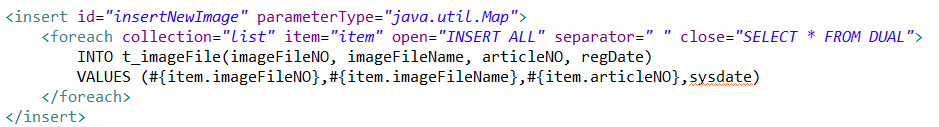 <insert id="insertNewImage" parameterType="java.util.Map">
<foreach collection="list" item="item" open="INSERT ALL" separator=" " close="SELECT * FROM DUAL">
INTO t_imageFile(imageFileNO, imageFileName, articleNO, regDate)
VALUES (#{item.imageFileNO},#{item.imageFileName},#{item.articleNO},sysdate)
</foreach>
</insert>